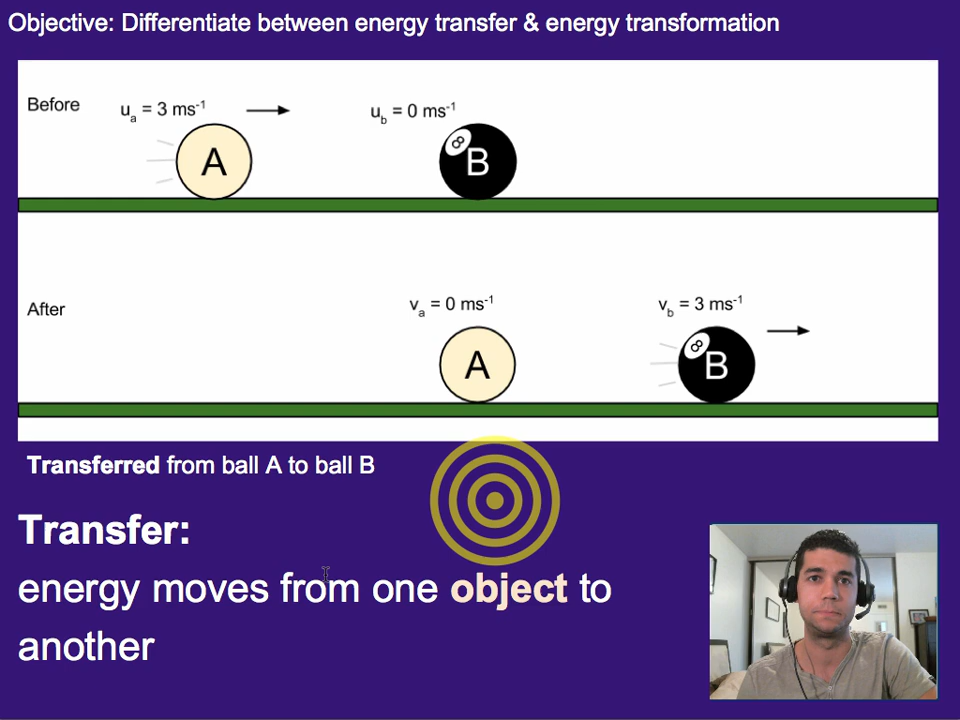 Objective: Differentiate between energy transfer & energy transformation
Before
uₐ = 3 ms⁻¹
u_b = 0 ms⁻¹
A
8
B
After
vₐ = 0 ms⁻¹
v_b = 3 ms⁻¹
A
8
B
Transferred from ball A to ball B
Transfer:
energy moves from one object to
another